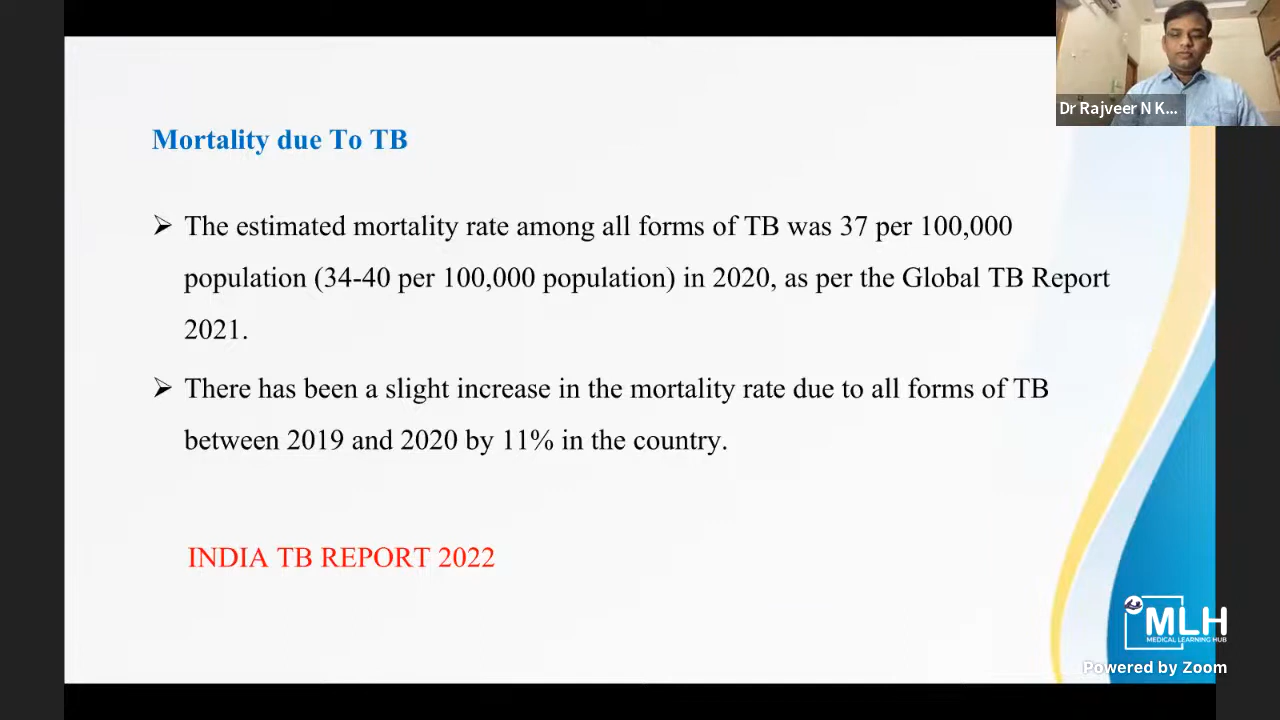 Dr Rajveer N K...
Mortality due To TB
➢ The estimated mortality rate among all forms of TB was 37 per 100,000
population (34-40 per 100,000 population) in 2020, as per the Global TB Report
2021.
➢ There has been a slight increase in the mortality rate due to all forms of TB
between 2019 and 2020 by 11% in the country.
INDIA TB REPORT 2022
MLH
MEDICAL LEARNING HUB
Powered by Zoom